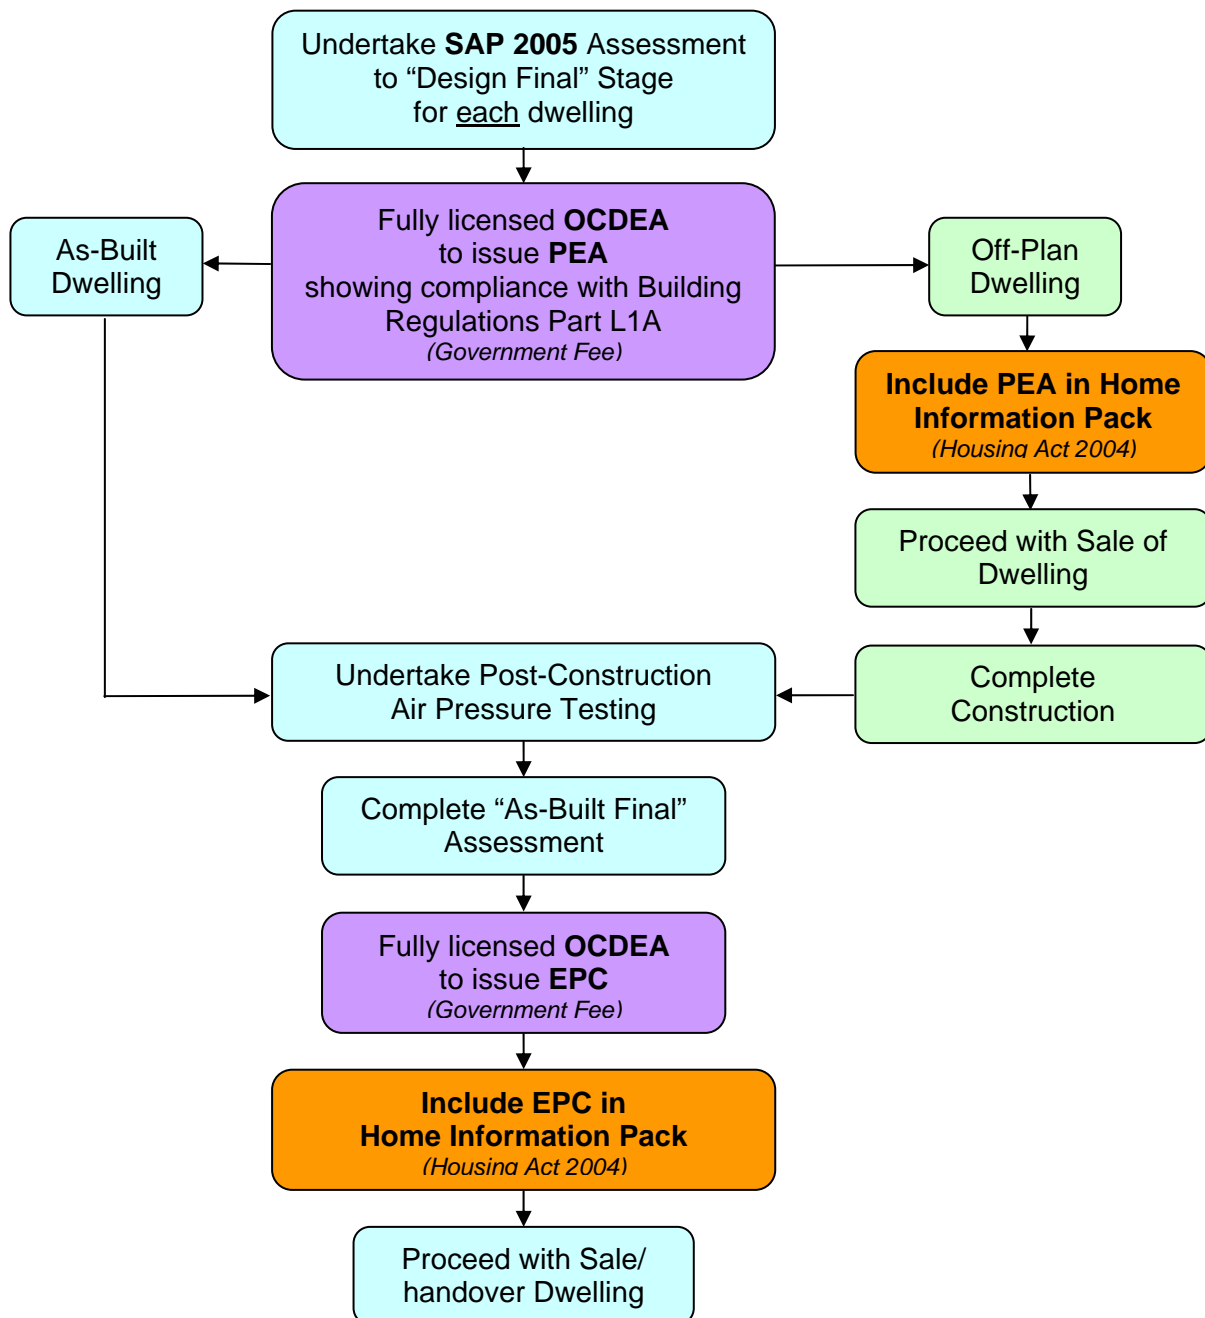 Undertake SAP 2005 Assessment
to “Design Final” Stage
for each dwelling
Fully licensed OCDEA
to issue PEA
showing compliance with Building
Regulations Part L1A
(Government Fee)
As-Built
Dwelling
Off-Plan
Dwelling
Include PEA in Home
Information Pack
(Housing Act 2004)
Proceed with Sale of
Dwelling
Complete
Construction
Undertake Post-Construction
Air Pressure Testing
Complete “As-Built Final”
Assessment
Fully licensed OCDEA
to issue EPC
(Government Fee)
Include EPC in
Home Information Pack
(Housing Act 2004)
Proceed with Sale/
handover Dwelling